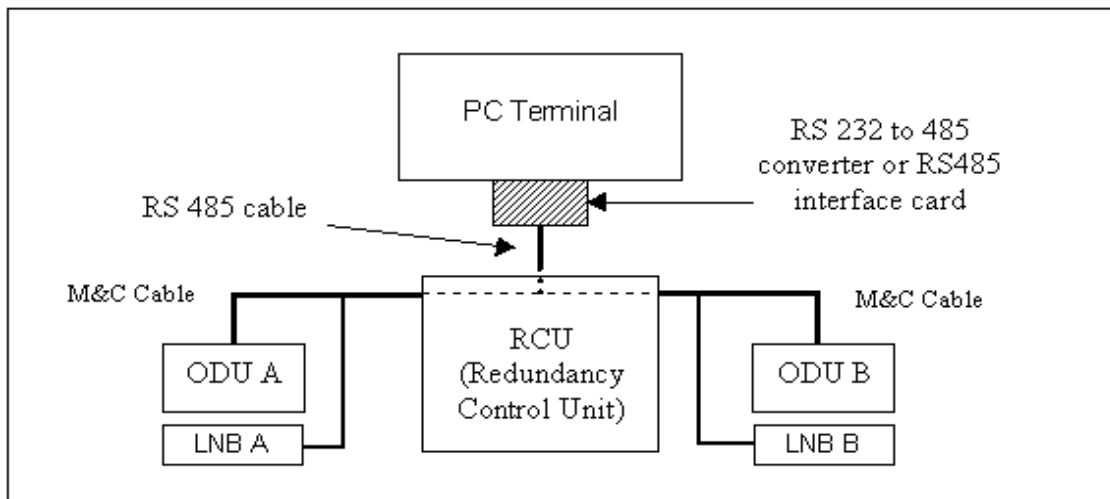 PC Terminal
RS 232 to 485
converter or RS485
interface card
RS 485 cable
M&C Cable
M&C Cable
ODU A
LNB A
RCU
(Redundancy
Control Unit)
ODU B
LNB B